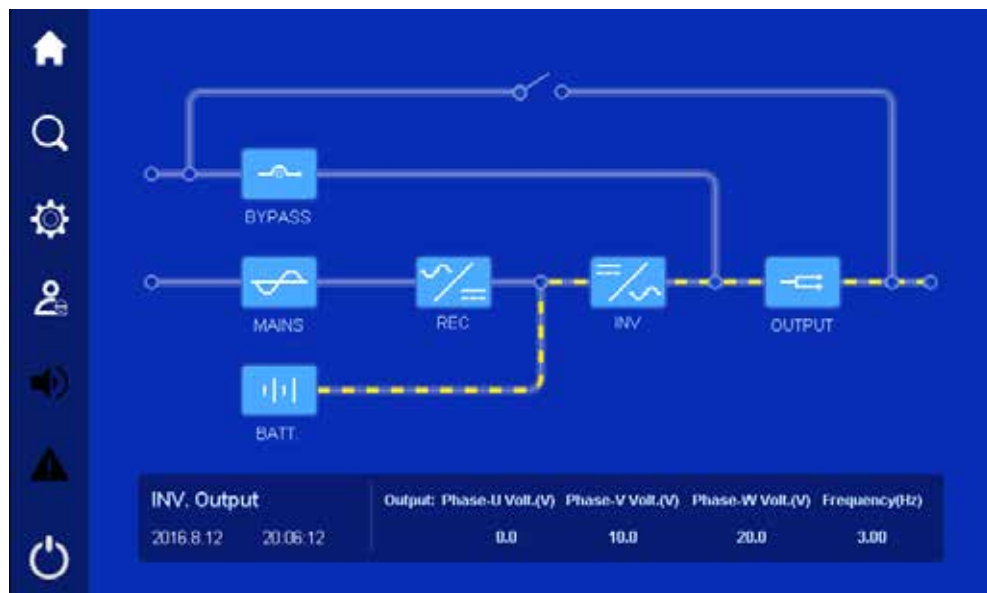 BYPASS
MAINS
REC
INV
OUTPUT
BATT.
INV. Output
2016.8.12 20:06:12
Output: Phase-U Volt.(V) Phase-V Volt.(V) Phase-W Volt.(V) Frequency(Hz)
0.0 10.0 20.0 3.00